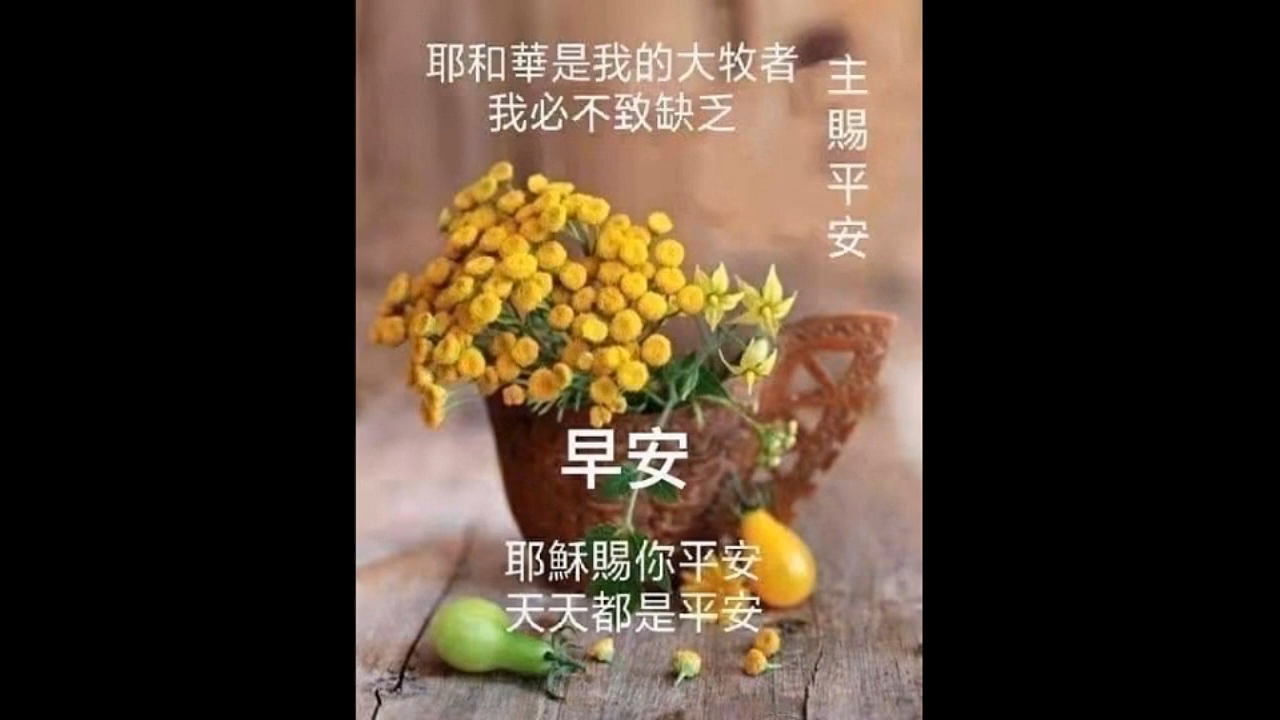 耶和華是我的大牧者
我必不致缺乏
主賜平安
早安
耶穌賜你平安
天天都是平安